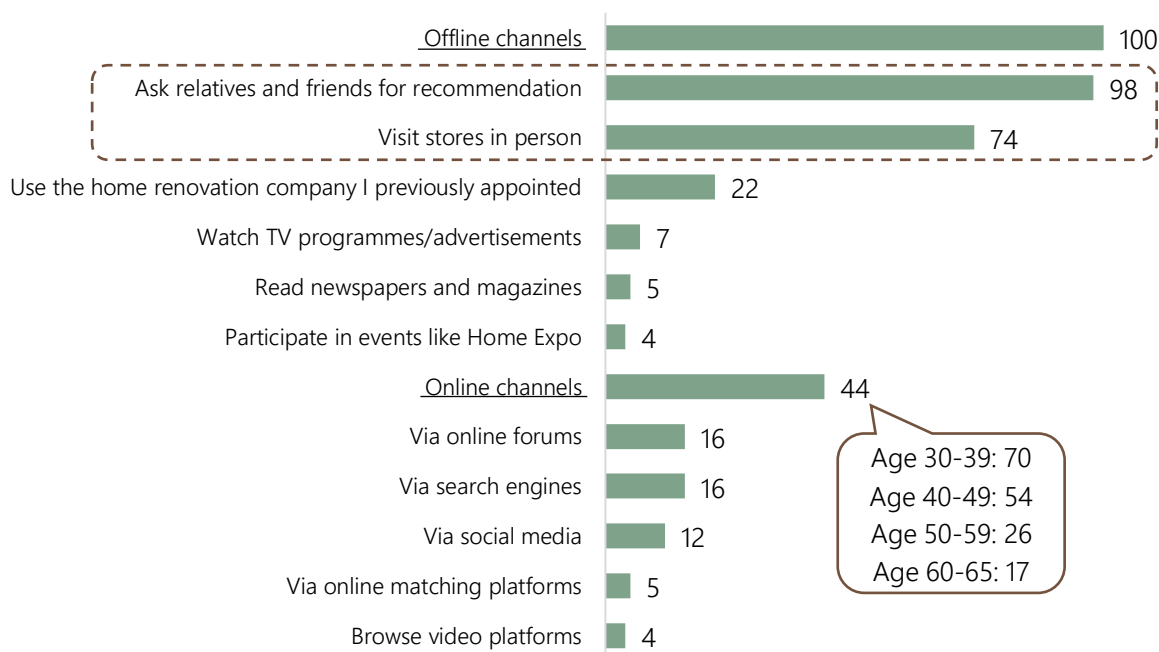 Offline channels 100
Ask relatives and friends for recommendation 98
Visit stores in person 74
Use the home renovation company I previously appointed 22
Watch TV programmes/advertisements 7
Read newspapers and magazines 5
Participate in events like Home Expo 4
Online channels 44
Via online forums 16
Via search engines 16
Via social media 12
Via online matching platforms 5
Browse video platforms 4
Age 30-39: 70
Age 40-49: 54
Age 50-59: 26
Age 60-65: 17